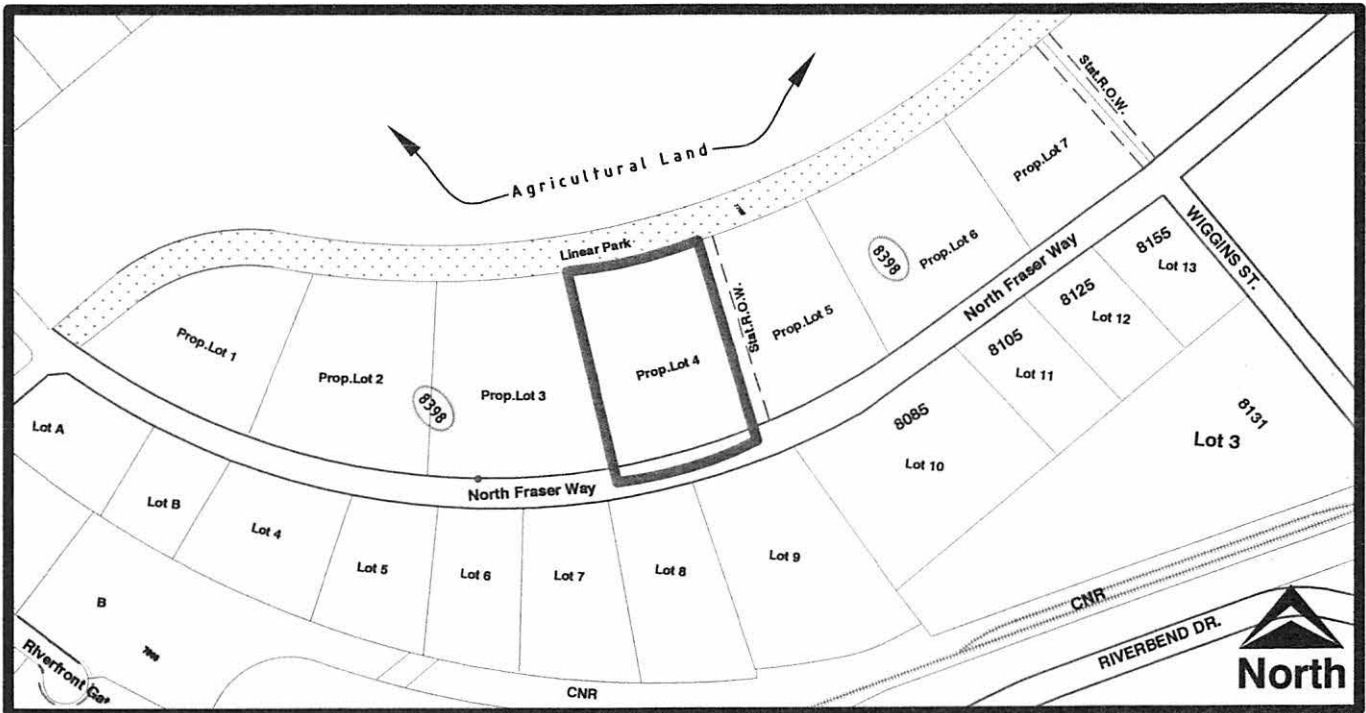 Stat.R.O.W.
Agricultural Land
Prop.Lot 7
Linear Park
8398
Prop.Lot 6
WIGGINS ST.
8155
Lot 13
North Fraser Way
8125
Lot 12
Stat.R.O.W.
Prop.Lot 5
Prop.Lot 1
Prop.Lot 2
8398
Prop.Lot 3
Prop.Lot 4
8105
Lot 11
8085
Lot 10
8131
Lot 3
Lot A
Lot B
Lot 4
Lot 5
Lot 6
Lot 7
Lot 8
Lot 9
North Fraser Way
B
Riverfront Gat
CNR
CNR
RIVERBEND DR.
North